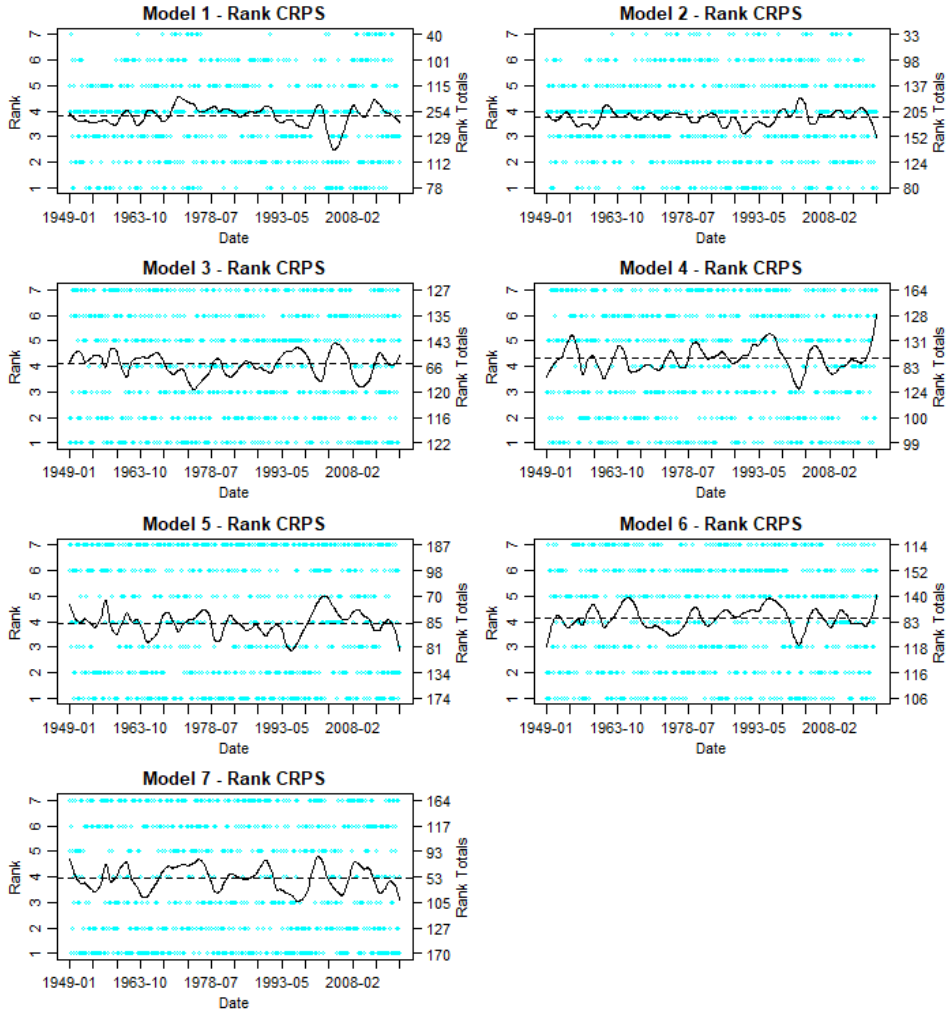 Model 1 - Rank CRPS
Rank
7
6
5
4
3
2
1
40
101
115
254
129
112
78
Rank Totals
1949-01 1963-10 1978-07 1993-05 2008-02
Date
Model 2 - Rank CRPS
Rank
7
6
5
4
3
2
1
33
98
137
205
152
124
80
Rank Totals
1949-01 1963-10 1978-07 1993-05 2008-02
Date
Model 3 - Rank CRPS
Rank
7
6
5
4
3
2
1
127
135
143
66
120
116
122
Rank Totals
1949-01 1963-10 1978-07 1993-05 2008-02
Date
Model 4 - Rank CRPS
Rank
7
6
5
4
3
2
1
164
128
131
83
124
100
99
Rank Totals
1949-01 1963-10 1978-07 1993-05 2008-02
Date
Model 5 - Rank CRPS
Rank
7
6
5
4
3
2
1
187
98
70
85
81
134
174
Rank Totals
1949-01 1963-10 1978-07 1993-05 2008-02
Date
Model 6 - Rank CRPS
Rank
7
6
5
4
3
2
1
114
152
140
83
118
116
106
Rank Totals
1949-01 1963-10 1978-07 1993-05 2008-02
Date
Model 7 - Rank CRPS
Rank
7
6
5
4
3
2
1
164
117
93
53
105
127
170
Rank Totals
1949-01 1963-10 1978-07 1993-05 2008-02
Date